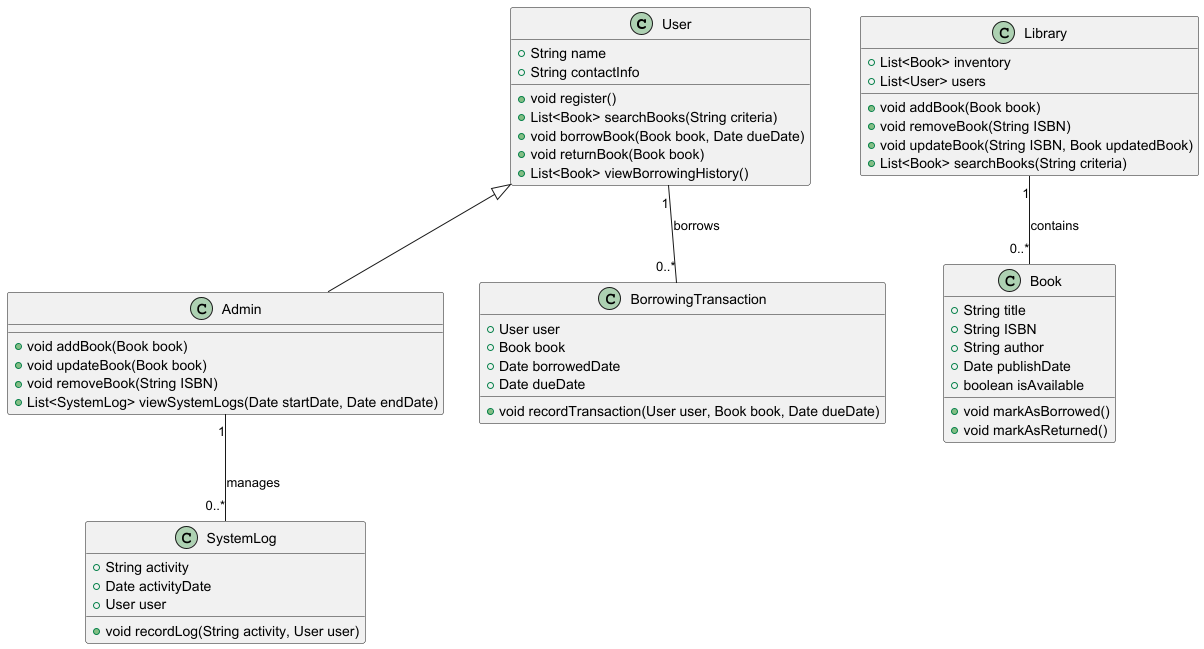 C User
String name
String contactInfo
void register()
List<Book> searchBooks(String criteria)
void borrowBook(Book book, Date dueDate)
void returnBook(Book book)
List<Book> viewBorrowingHistory()
C Library
List<Book> inventory
List<User> users
void addBook(Book book)
void removeBook(String ISBN)
void updateBook(String ISBN, Book updatedBook)
List<Book> searchBooks(String criteria)
1
borrows
0..*
1
contains
0..*
C Admin
void addBook(Book book)
void updateBook(Book book)
void removeBook(String ISBN)
List<SystemLog> viewSystemLogs(Date startDate, Date endDate)
C BorrowingTransaction
User user
Book book
Date borrowedDate
Date dueDate
void recordTransaction(User user, Book book, Date dueDate)
C Book
String title
String ISBN
String author
Date publishDate
boolean isAvailable
void markAsBorrowed()
void markAsReturned()
1
manages
0..*
C SystemLog
String activity
Date activityDate
User user
void recordLog(String activity, User user)